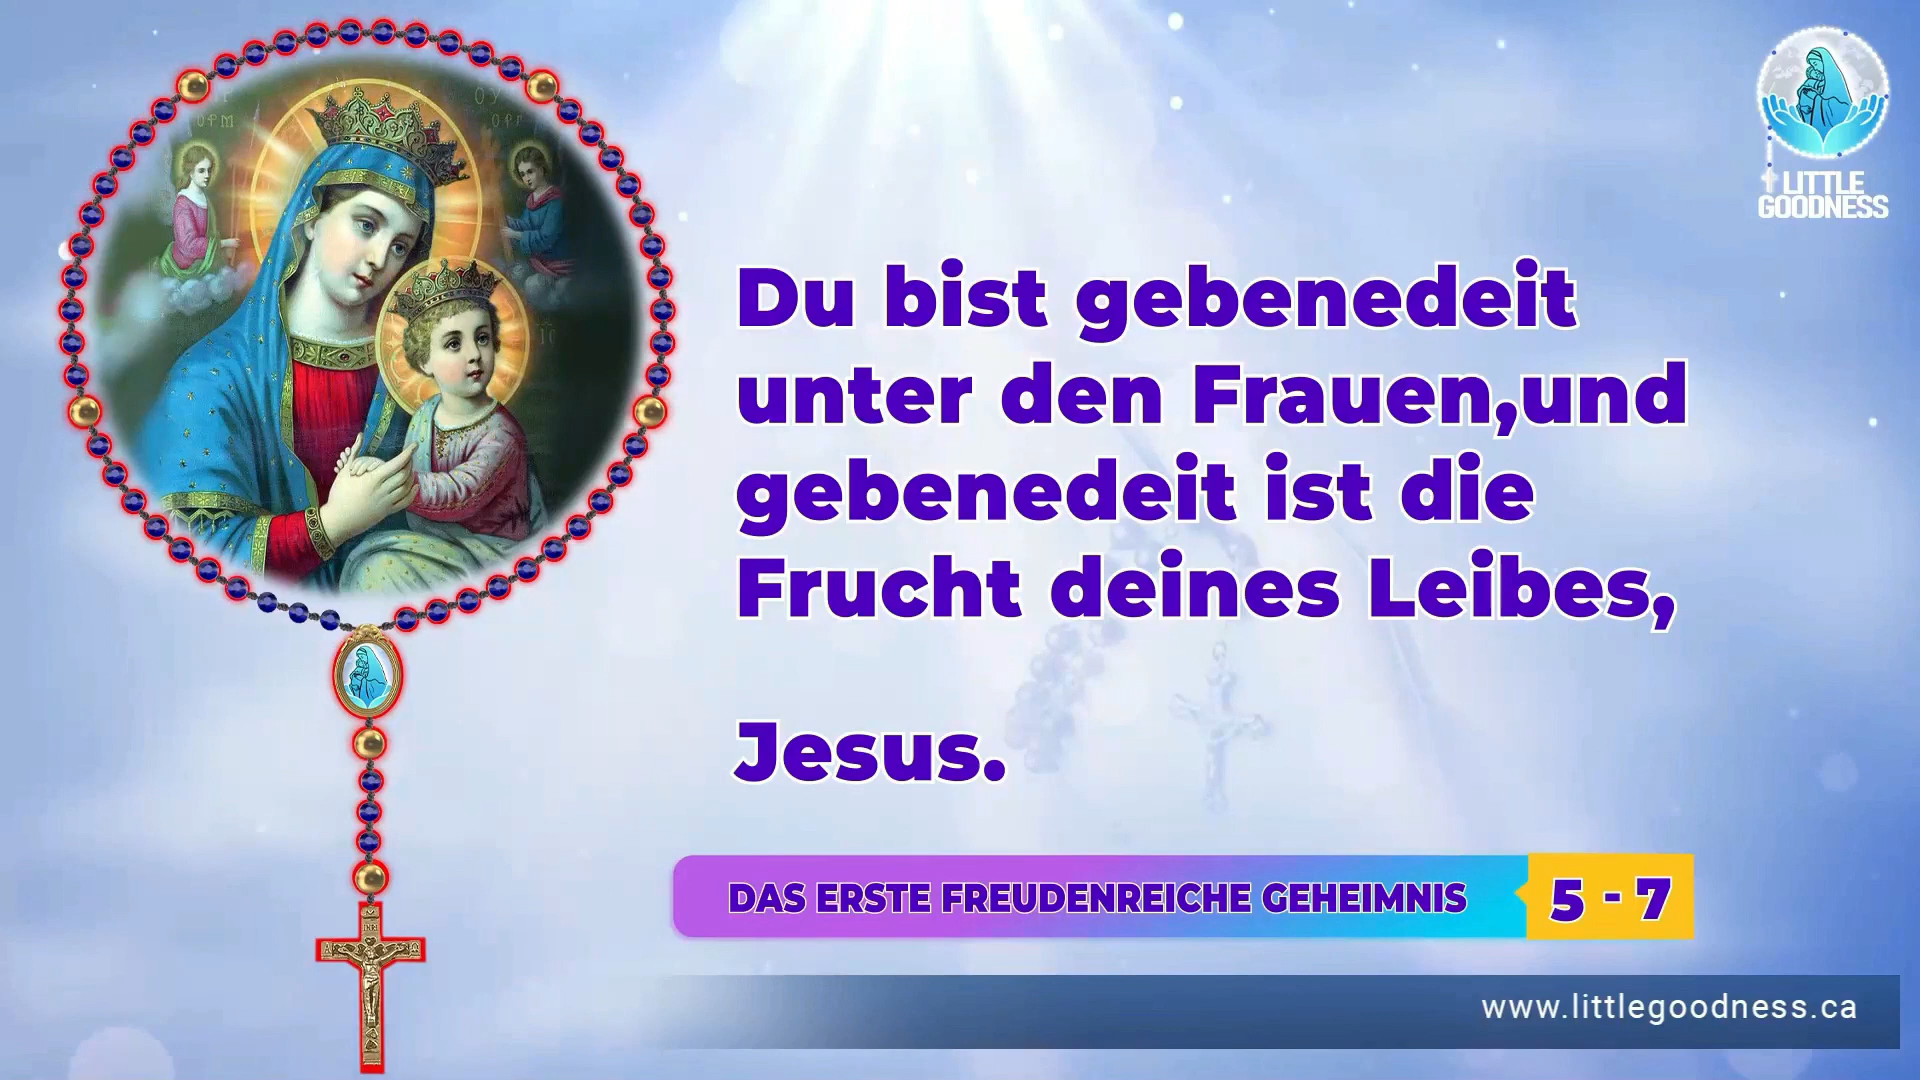 LITTLE
GOODNESS
Du bist gebenedeit
unter den Frauen,und
gebenedeit ist die
Frucht deines Leibes,
Jesus.
DAS ERSTE FREUDENREICHE GEHEIMNIS
5 - 7
www.littlegoodness.ca
INRI